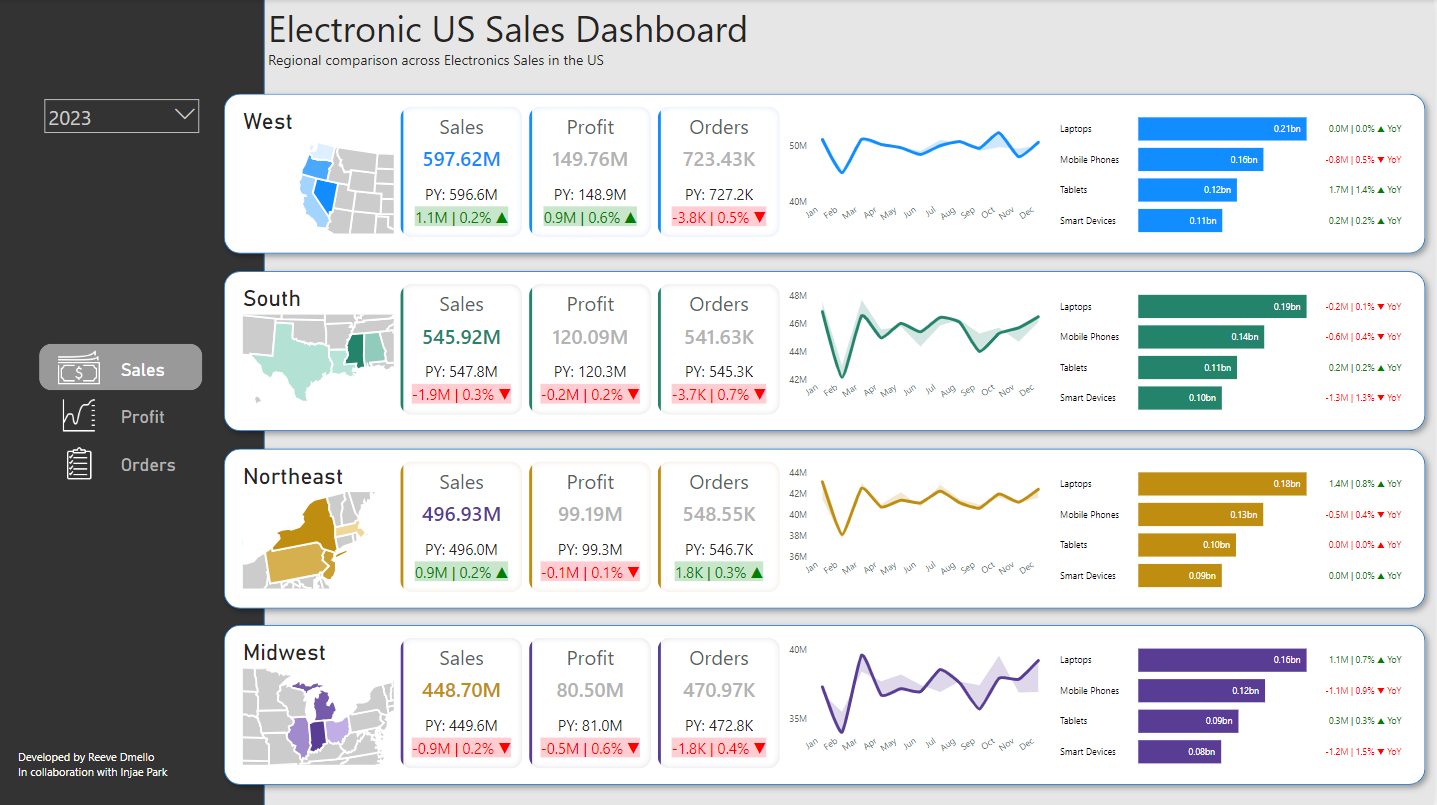 Electronic US Sales Dashboard
Regional comparison across Electronics Sales in the US
2023
Sales
Profit
Orders
Developed by Reeve Dmello
In collaboration with Injae Park
West
Sales
597.62M
PY: 596.6M
1.1M | 0.2% ▲
Profit
149.76M
PY: 148.9M
0.9M | 0.6% ▲
Orders
723.43K
PY: 727.2K
-3.8K | 0.5% ▼
50M
40M
Jan Feb Mar Apr May Jun Jul Aug Sep Oct Nov Dec
Laptops 0.21bn 0.0M | 0.0% ▲ YoY
Mobile Phones 0.16bn -0.8M | 0.5% ▼ YoY
Tablets 0.12bn 1.7M | 1.4% ▲ YoY
Smart Devices 0.11bn 0.2M | 0.2% ▲ YoY
South
Sales
545.92M
PY: 547.8M
-1.9M | 0.3% ▼
Profit
120.09M
PY: 120.3M
-0.2M | 0.2% ▼
Orders
541.63K
PY: 545.3K
-3.7K | 0.7% ▼
48M
46M
44M
42M
Jan Feb Mar Apr May Jun Jul Aug Sep Oct Nov Dec
Laptops 0.19bn -0.2M | 0.1% ▼ YoY
Mobile Phones 0.14bn -0.6M | 0.4% ▼ YoY
Tablets 0.11bn 0.2M | 0.2% ▲ YoY
Smart Devices 0.10bn -1.3M | 1.3% ▼ YoY
Northeast
Sales
496.93M
PY: 496.0M
0.9M | 0.2% ▲
Profit
99.19M
PY: 99.3M
-0.1M | 0.1% ▼
Orders
548.55K
PY: 546.7K
1.8K | 0.3% ▲
44M
42M
40M
38M
36M
Jan Feb Mar Apr May Jun Jul Aug Sep Oct Nov Dec
Laptops 0.18bn 1.4M | 0.8% ▲ YoY
Mobile Phones 0.13bn -0.5M | 0.4% ▼ YoY
Tablets 0.10bn 0.0M | 0.0% ▲ YoY
Smart Devices 0.09bn 0.0M | 0.0% ▲ YoY
Midwest
Sales
448.70M
PY: 449.6M
-0.9M | 0.2% ▼
Profit
80.50M
PY: 81.0M
-0.5M | 0.6% ▼
Orders
470.97K
PY: 472.8K
-1.8K | 0.4% ▼
40M
35M
Jan Feb Mar Apr May Jun Jul Aug Sep Oct Nov Dec
Laptops 0.16bn 1.1M | 0.7% ▲ YoY
Mobile Phones 0.12bn -1.1M | 0.9% ▼ YoY
Tablets 0.09bn 0.3M | 0.3% ▲ YoY
Smart Devices 0.08bn -1.2M | 1.5% ▼ YoY